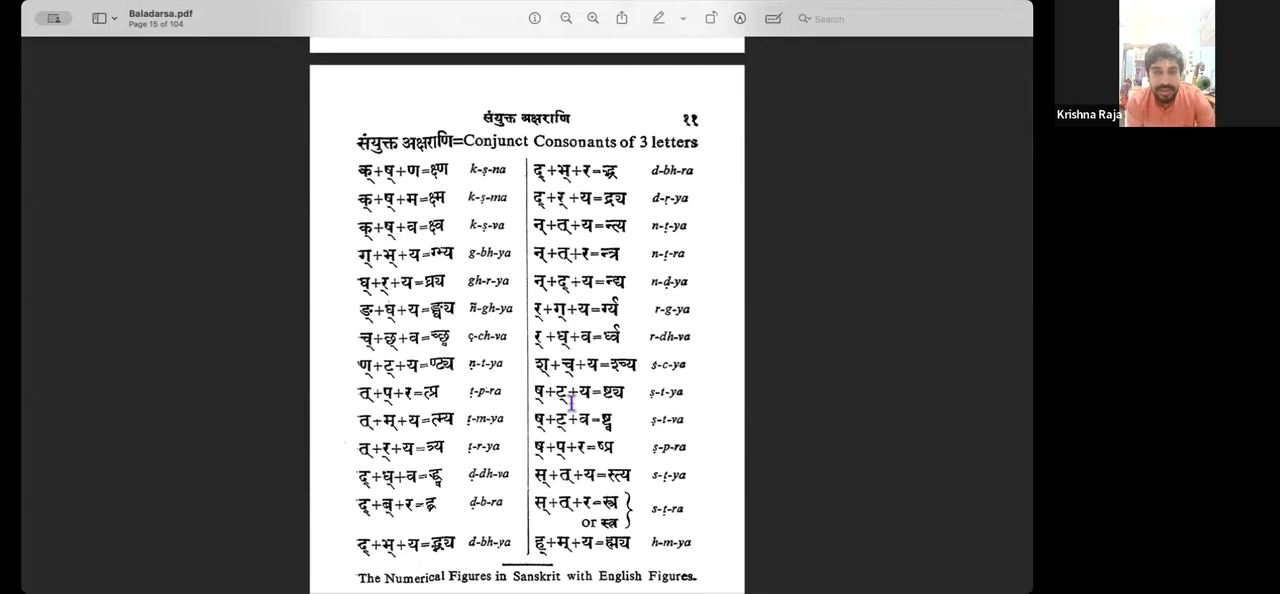 Baladarsa.pdf
Page 15 of 104
Search
Krishna Raja
संयुक्त अक्षराणि ११
संयुक्त अक्षराणि=Conjunct Consonants of 3 letters
क्+ष्+ण=क्ष्ण k-ṣ-na
क्+ष्+म=क्ष्म k-ṣ-ma
क्+ष्+व=क्ष्व k-ṣ-va
ग्+भ्+य=ग्भ्य g-bh-ya
घ्+र्+य=घ्र्य gh-r-ya
ङ्+घ्+य=ङ्घ्य ñ-gh-ya
च्+छ्+व=च्छ्व ç-ch-va
ण्+ट्+य=ण्ट्य ṇ-t-ya
त्+प्+र=त्प्र ṭ-p-ra
त्+म्+य=त्म्य ṭ-m-ya
त्+र्+य=त्र्य ṭ-r-ya
द्+ध्+व=द्ध्व ḍ-dh-va
द्+ब्+र=द्ब्र ḍ-b-ra
द्+भ्+य=द्भ्य d-bh-ya
द्+भ्+र=द्भ्र d-bh-ra
द्+र्+य=द्र्य d-ṛ-ya
न्+त्+य=न्त्य n-ṭ-ya
न्+त्+र=न्त्र n-ṭ-ra
न्+द्+य=न्द्य n-ḍ-ya
र्+ग्+य=र्ग्य r-g-ya
र्+ध्+व=र्ध्व r-dh-va
श्+च्+य=श्च्य ś-c-ya
ष्+ट्+य=ष्ट्य ṣ-t-ya
ष्+ट्+व=ष्ट्व ṣ-t-va
ष्+प्+र=ष्प्र ṣ-p-ra
स्+त्+य=स्त्य s-ṭ-ya
स्+त्+र=स्त्र s-ṭ-ra
or स्त्र
ह्+म्+य=ह्म्य h-m-ya
The Numerical Figures in Sanskrit with English Figures.